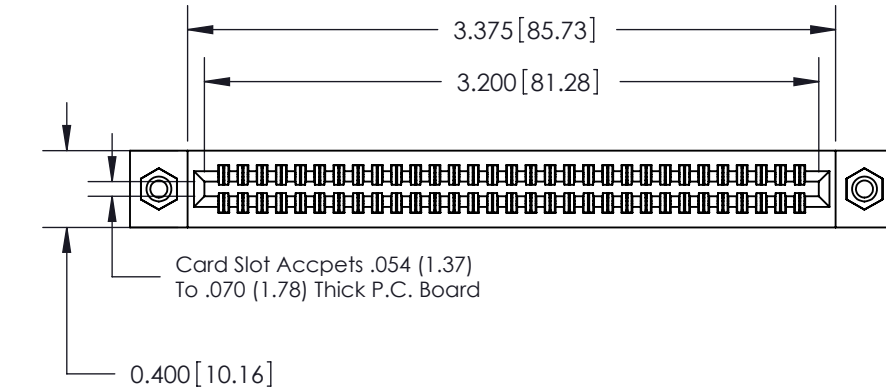 3.375[85.73]
3.200[81.28]
Card Slot Accpets .054 (1.37)
To .070 (1.78) Thick P.C. Board
0.400[10.16]